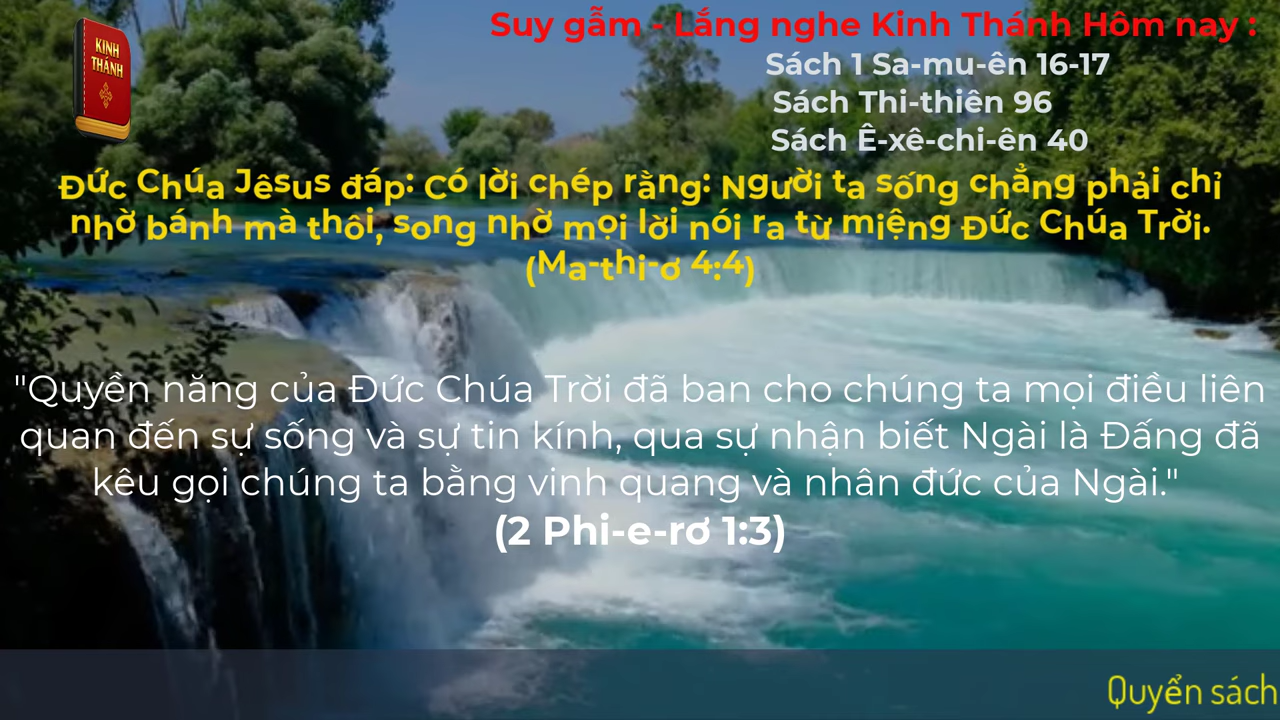 KINH
THÁNH
Suy gẫm - Lắng nghe Kinh Thánh Hôm nay :
Sách 1 Sa-mu-ên 16-17
Sách Thi-thiên 96
Sách Ê-xê-chi-ên 40
Đức Chúa Jêsus đáp: Có lời chép rằng: Người ta sống chẳng phải chỉ
nhờ bánh mà thôi, song nhờ mọi lời nói ra từ miệng Đức Chúa Trời.
(Ma-thi-ơ 4:4)
"Quyền năng của Đức Chúa Trời đã ban cho chúng ta mọi điều liên
quan đến sự sống và sự tin kính, qua sự nhận biết Ngài là Đấng đã
kêu gọi chúng ta bằng vinh quang và nhân đức của Ngài."
(2 Phi-e-rơ 1:3)
Quyển sách